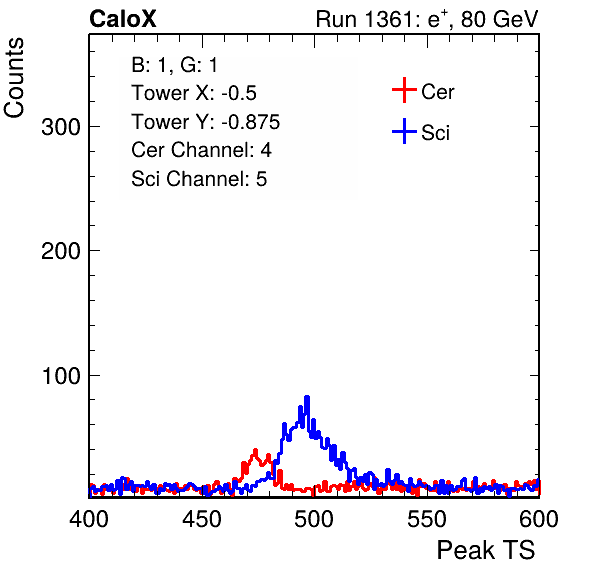 CaloX Run 1361: e⁺, 80 GeV
Counts
B: 1, G: 1
Tower X: -0.5
Tower Y: -0.875
Cer Channel: 4
Sci Channel: 5
Cer
Sci
300
200
100
400 450 500 550 600
Peak TS